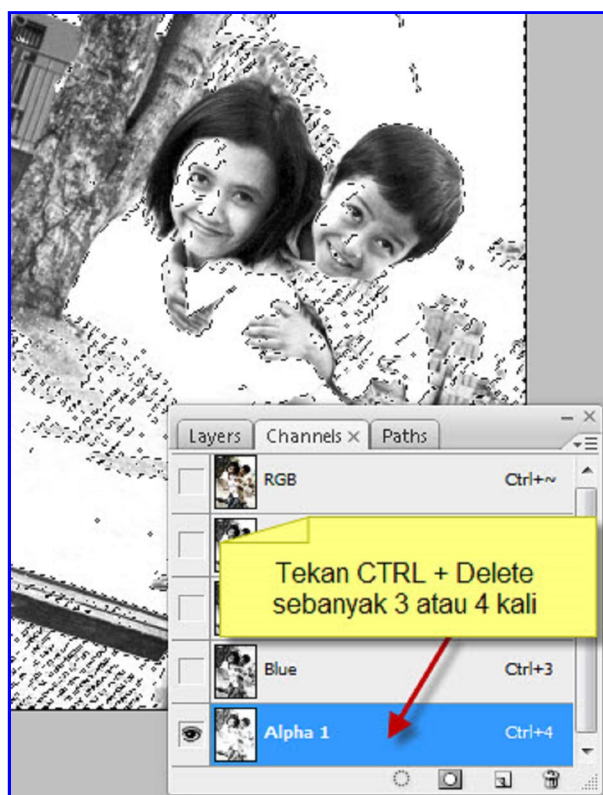 Layers Channels × Paths
RGB Ctrl+~
Tekan CTRL + Delete
sebanyak 3 atau 4 kali
Blue Ctrl+3
Alpha 1 Ctrl+4